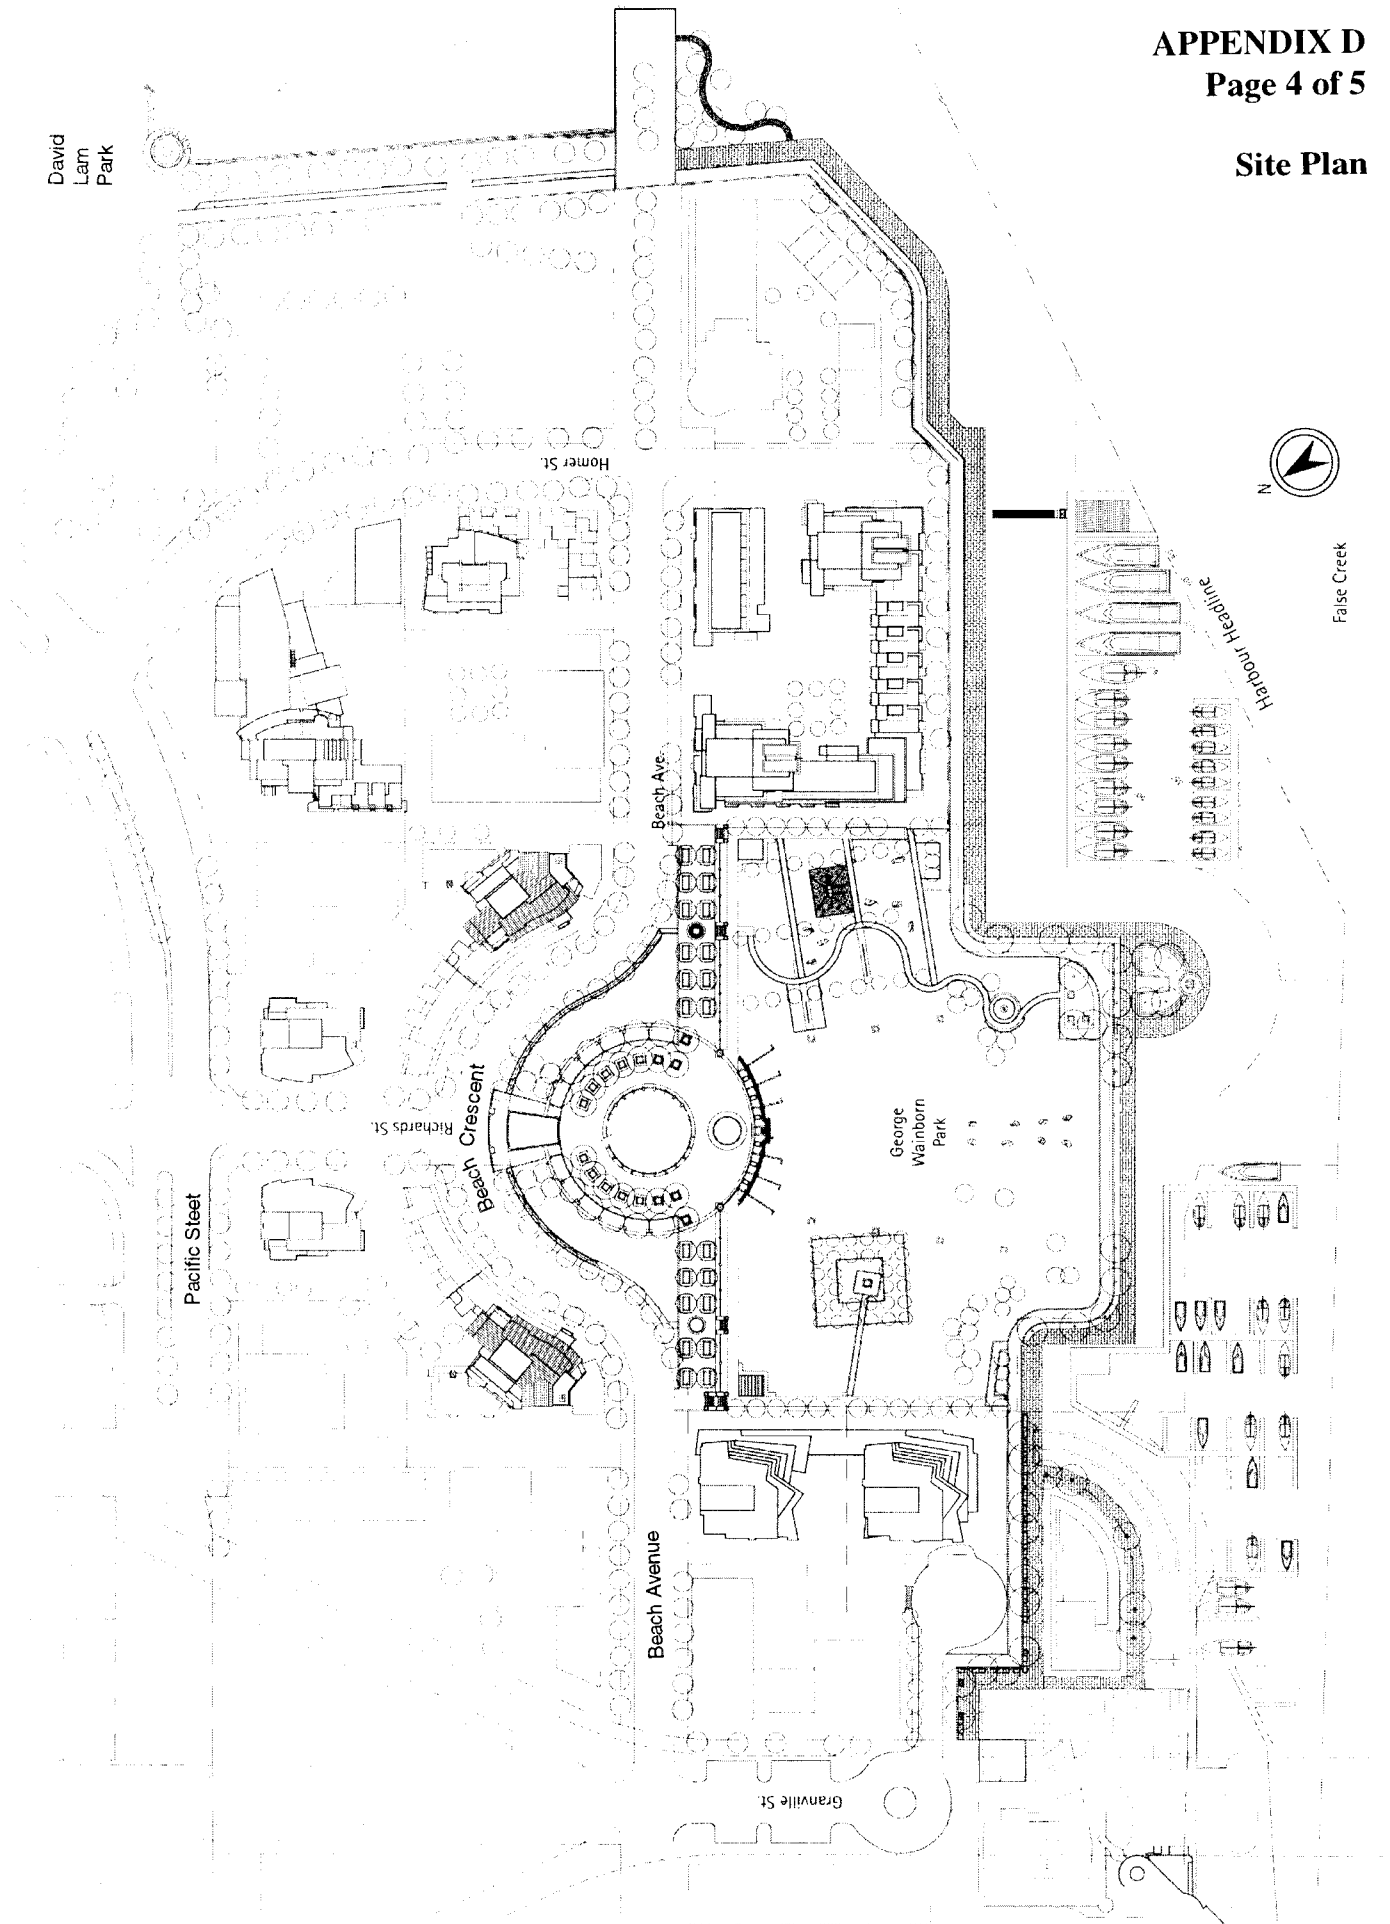 APPENDIX D
Page 4 of 5
Site Plan
David
Lam
Park
Homer St.
N
False Creek
Harbour Headline
Beach Ave.
Beach Crescent
Richards St.
George
Wainborn
Park
Pacific Steet
Beach Avenue
Granville St.